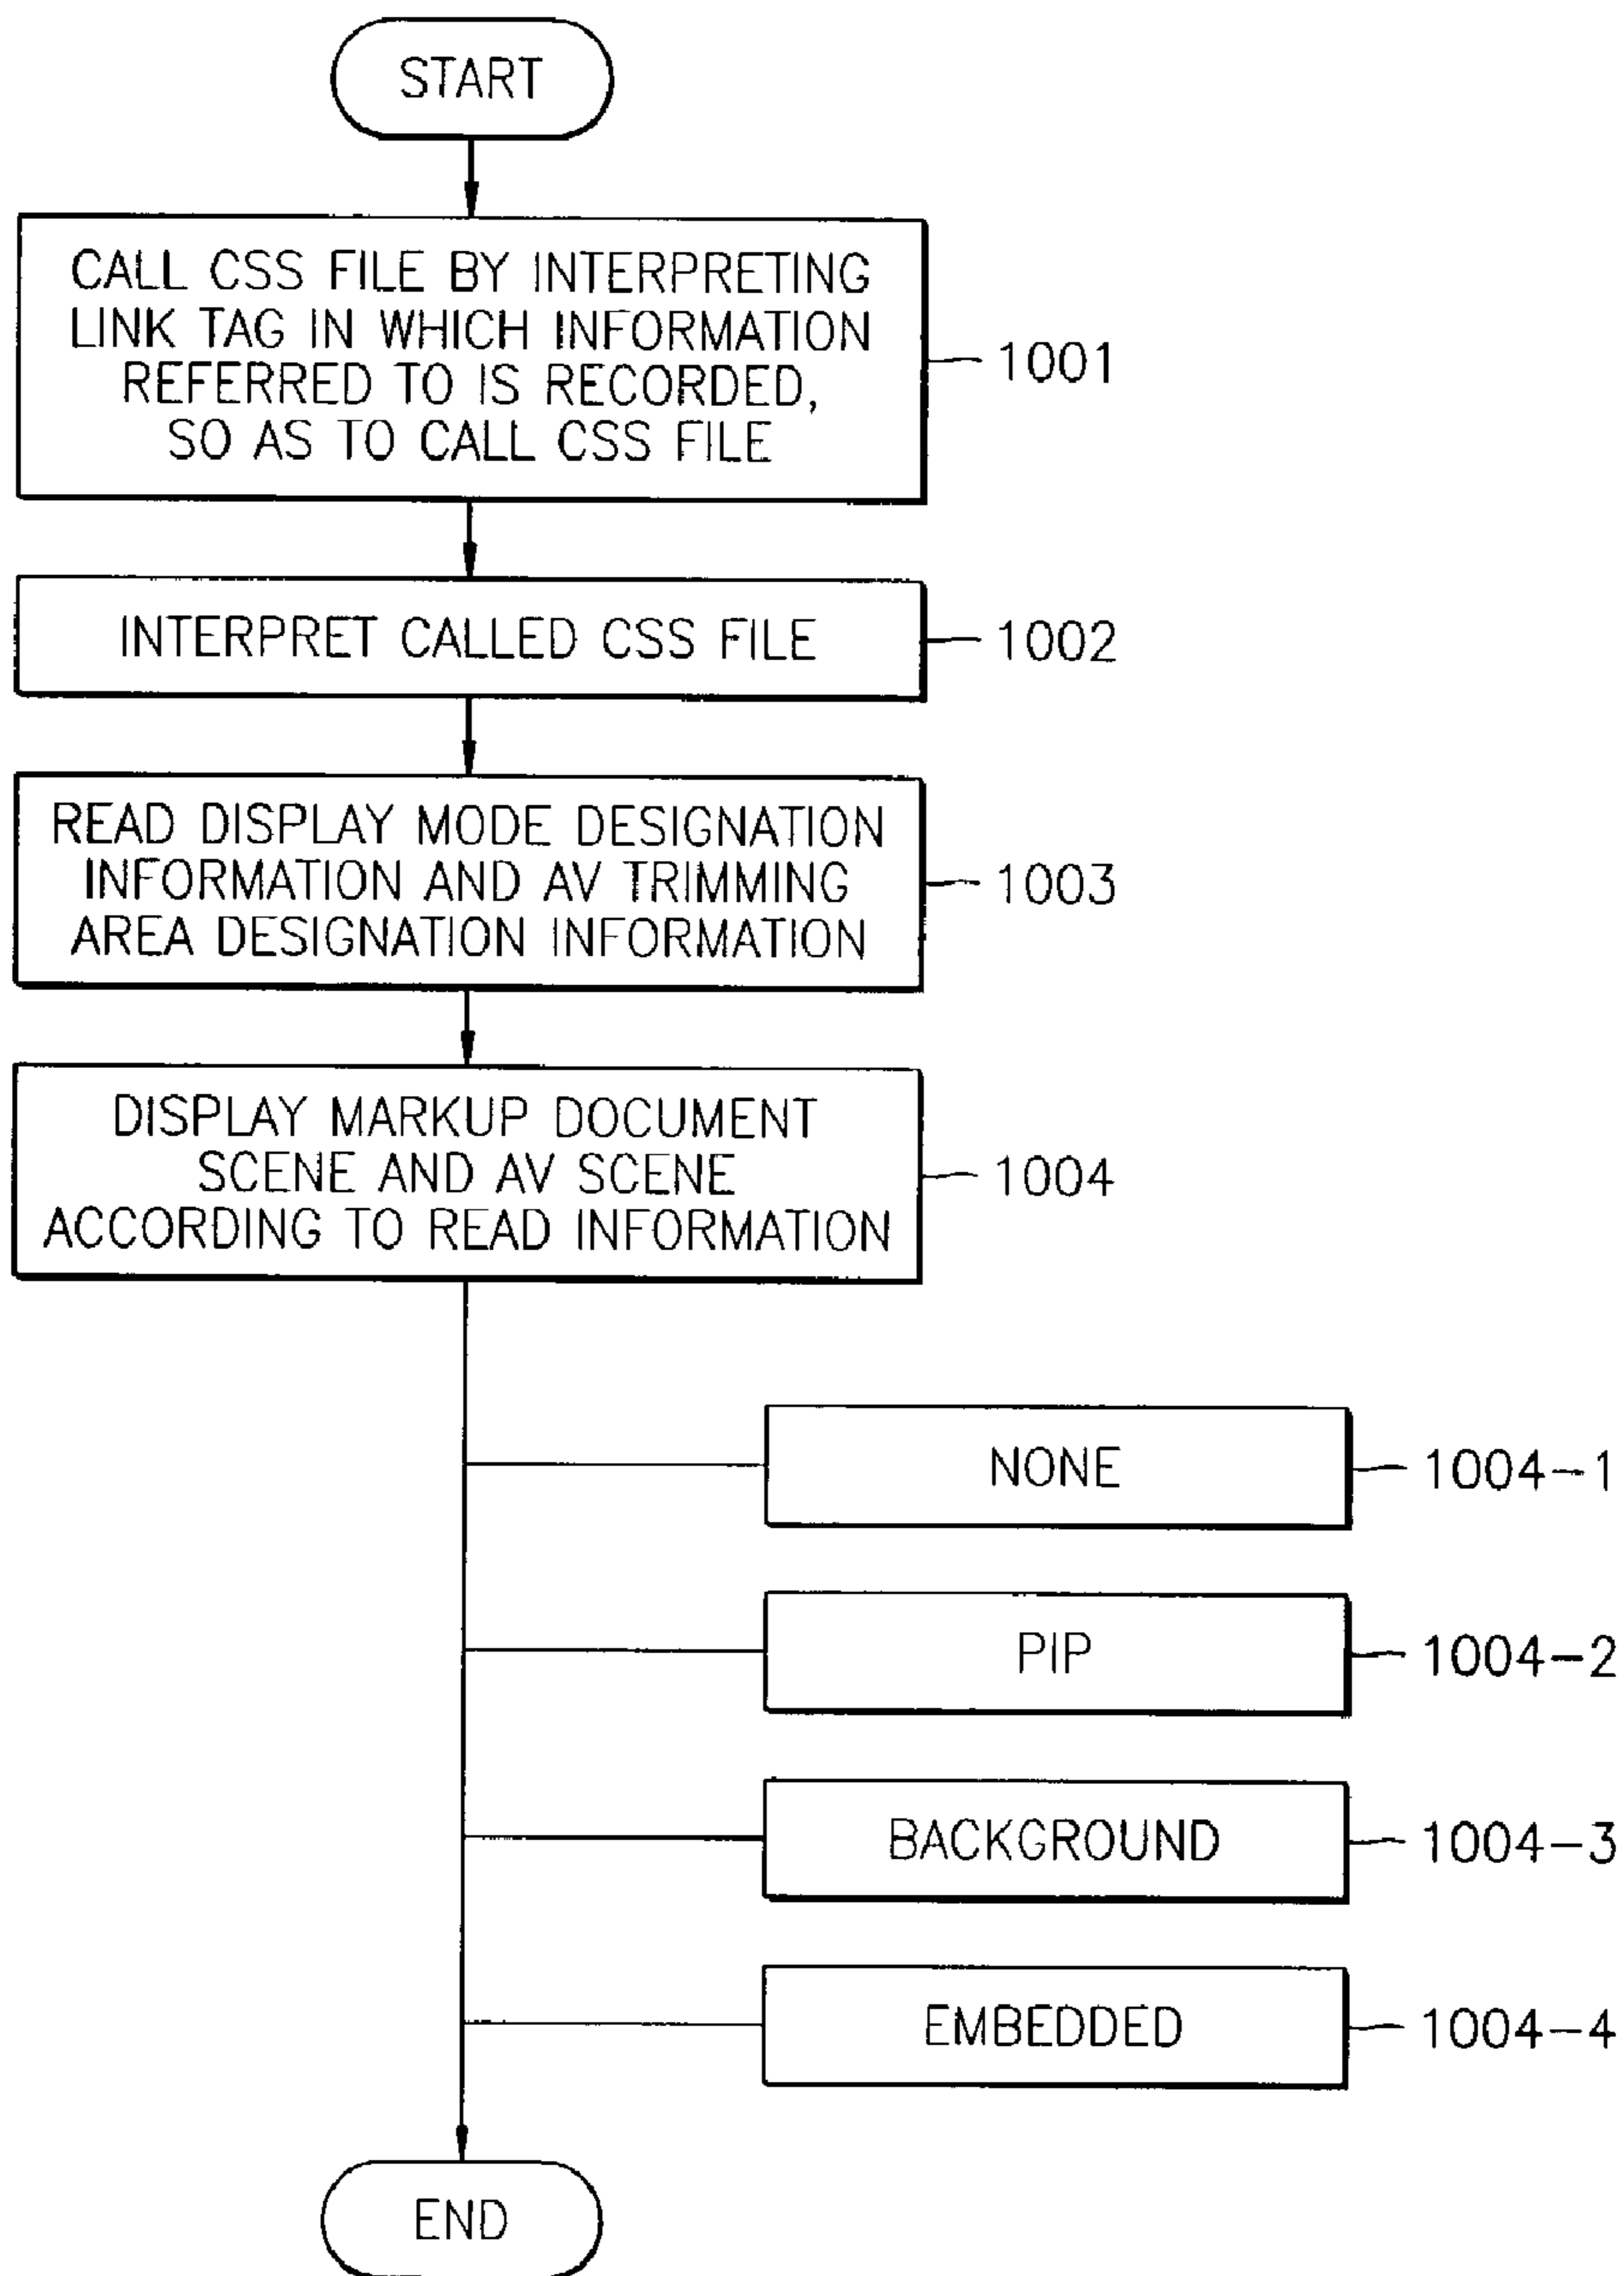 START
CALL CSS FILE BY INTERPRETING
LINK TAG IN WHICH INFORMATION
REFERRED TO IS RECORDED,
SO AS TO CALL CSS FILE
1001
INTERPRET CALLED CSS FILE
1002
READ DISPLAY MODE DESIGNATION
INFORMATION AND AV TRIMMING
AREA DESIGNATION INFORMATION
1003
DISPLAY MARKUP DOCUMENT
SCENE AND AV SCENE
ACCORDING TO READ INFORMATION
1004
NONE
1004-1
PIP
1004-2
BACKGROUND
1004-3
EMBEDDED
1004-4
END